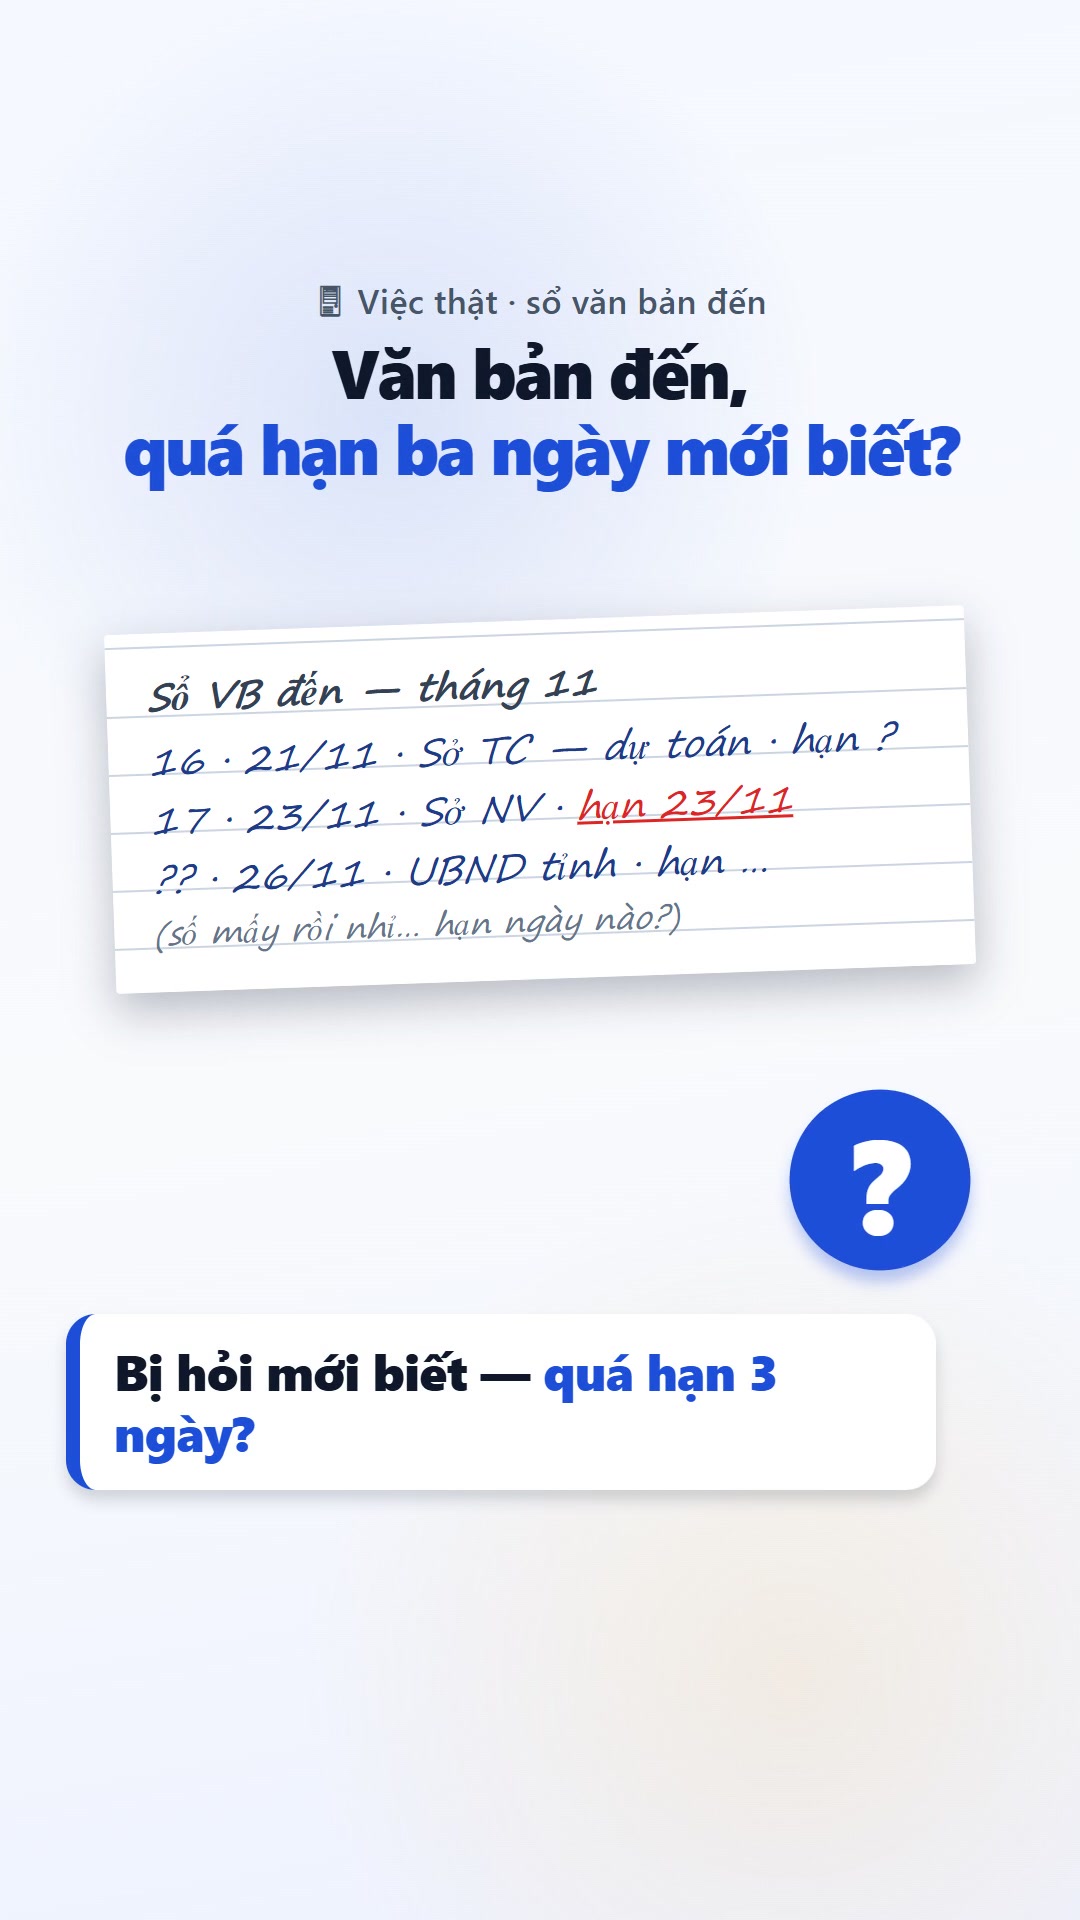 Việc thật · sổ văn bản đến
Văn bản đến,
quá hạn ba ngày mới biết?
Sổ VB đến — tháng 11
16 · 21/11 · Sở TC — dự toán · hạn ?
17 · 23/11 · Sở NV · hạn 23/11
?? · 26/11 · UBND tỉnh · hạn ...
(số mấy rồi nhỉ... hạn ngày nào?)
?
Bị hỏi mới biết — quá hạn 3
ngày?